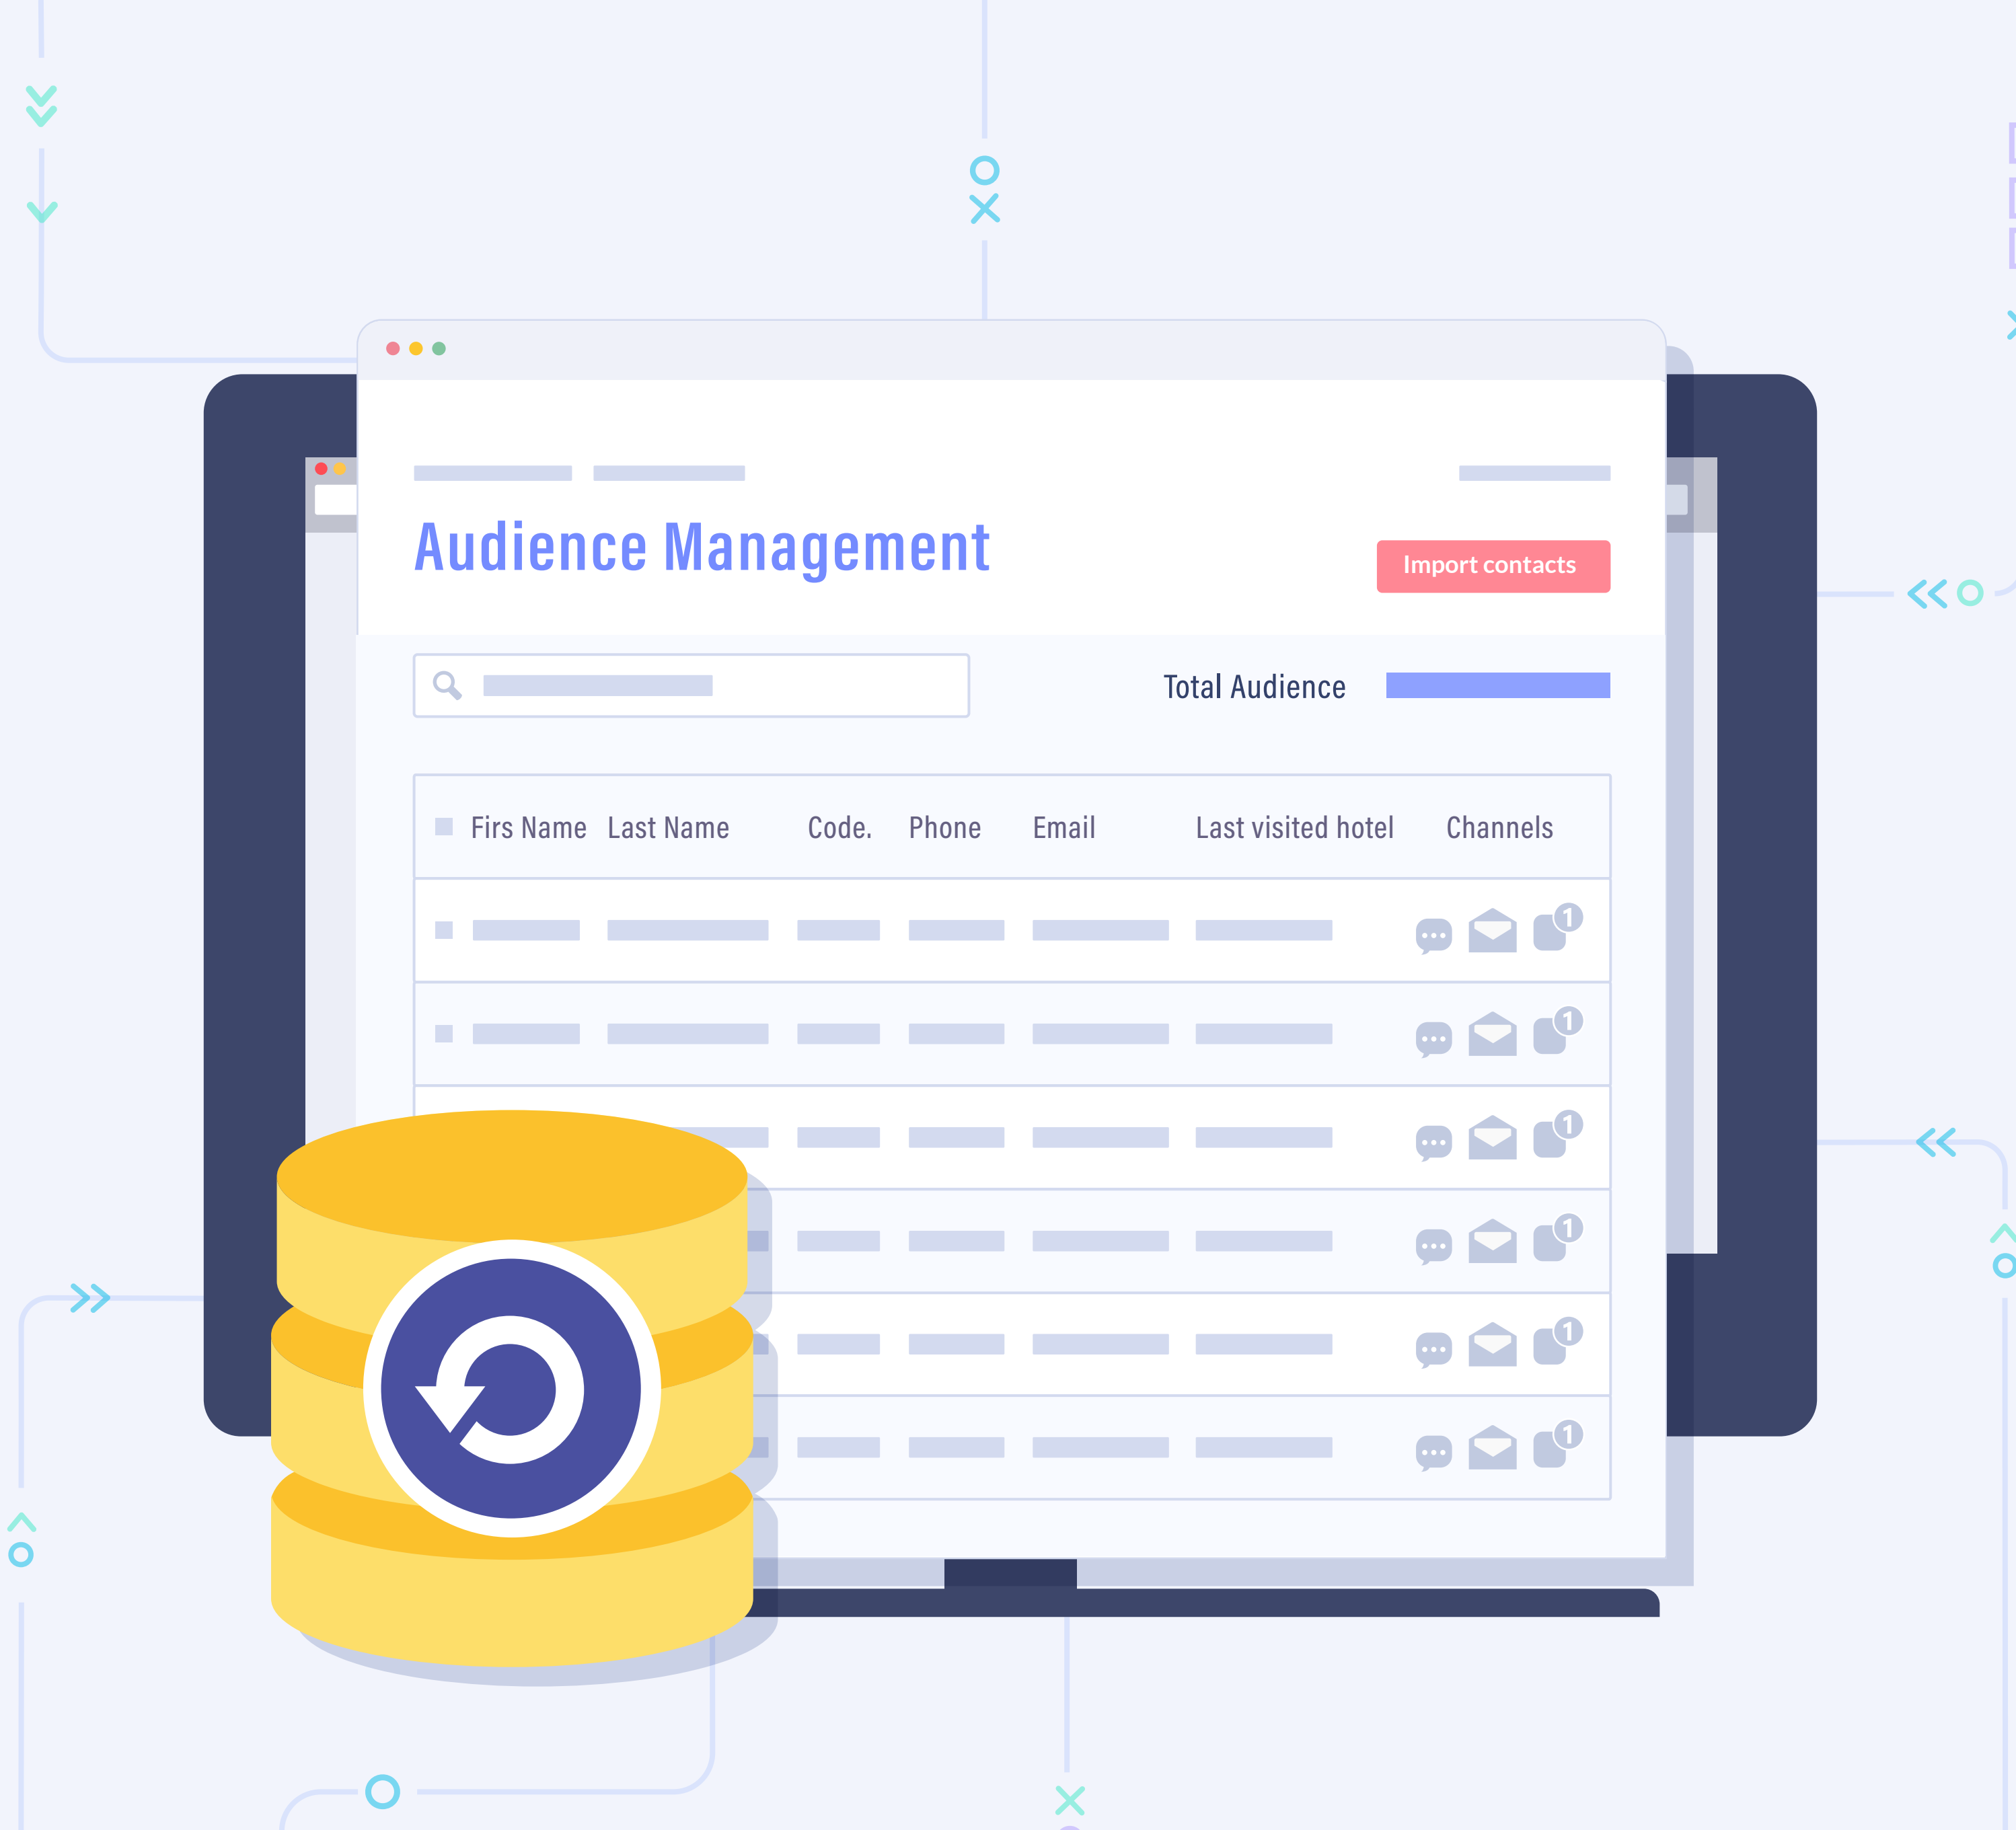 Audience Management
Import contacts
Total Audience
Firs Name Last Name Code. Phone Email Last visited hotel Channels
1
1
1
1
1
1